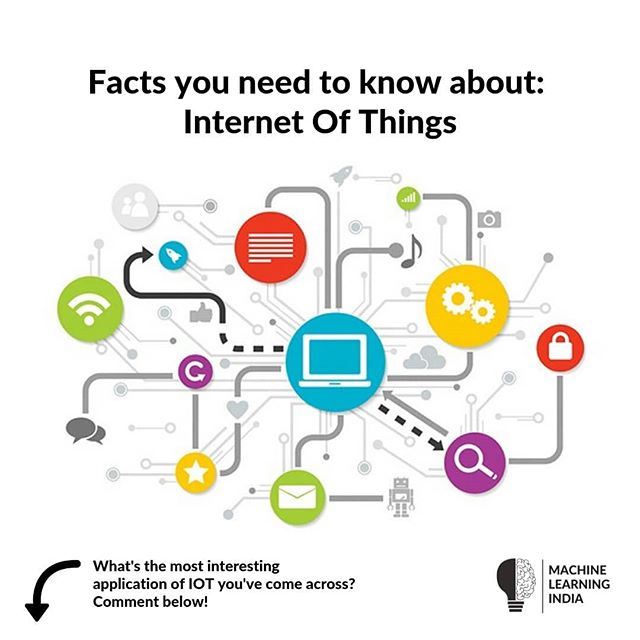 Facts you need to know about:
Internet Of Things
What's the most interesting
application of IOT you've come across?
Comment below!
MACHINE
LEARNING
INDIA